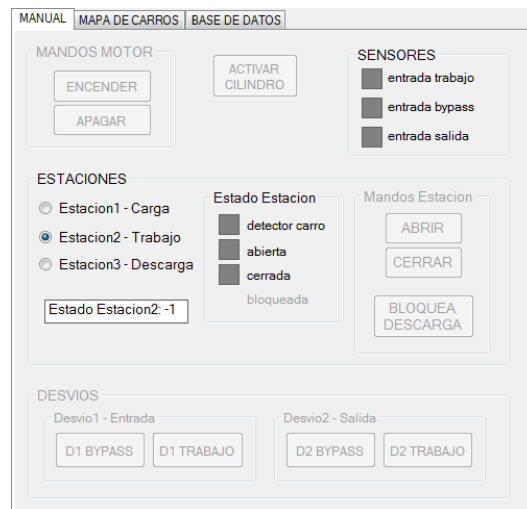 MANUAL MAPA DE CARROS BASE DE DATOS
MANDOS MOTOR
ENCENDER
APAGAR
ACTIVAR
CILINDRO
SENSORES
entrada trabajo
entrada bypass
entrada salida
ESTACIONES
Estacion1 - Carga
Estacion2 - Trabajo
Estacion3 - Descarga
Estado Estacion2: -1
Estado Estacion
detector carro
abierta
cerrada
bloqueada
Mandos Estacion
ABRIR
CERRAR
BLOQUEA
DESCARGA
DESVIOS
Desvio1 - Entrada
D1 BYPASS D1 TRABAJO
Desvio2 - Salida
D2 BYPASS D2 TRABAJO